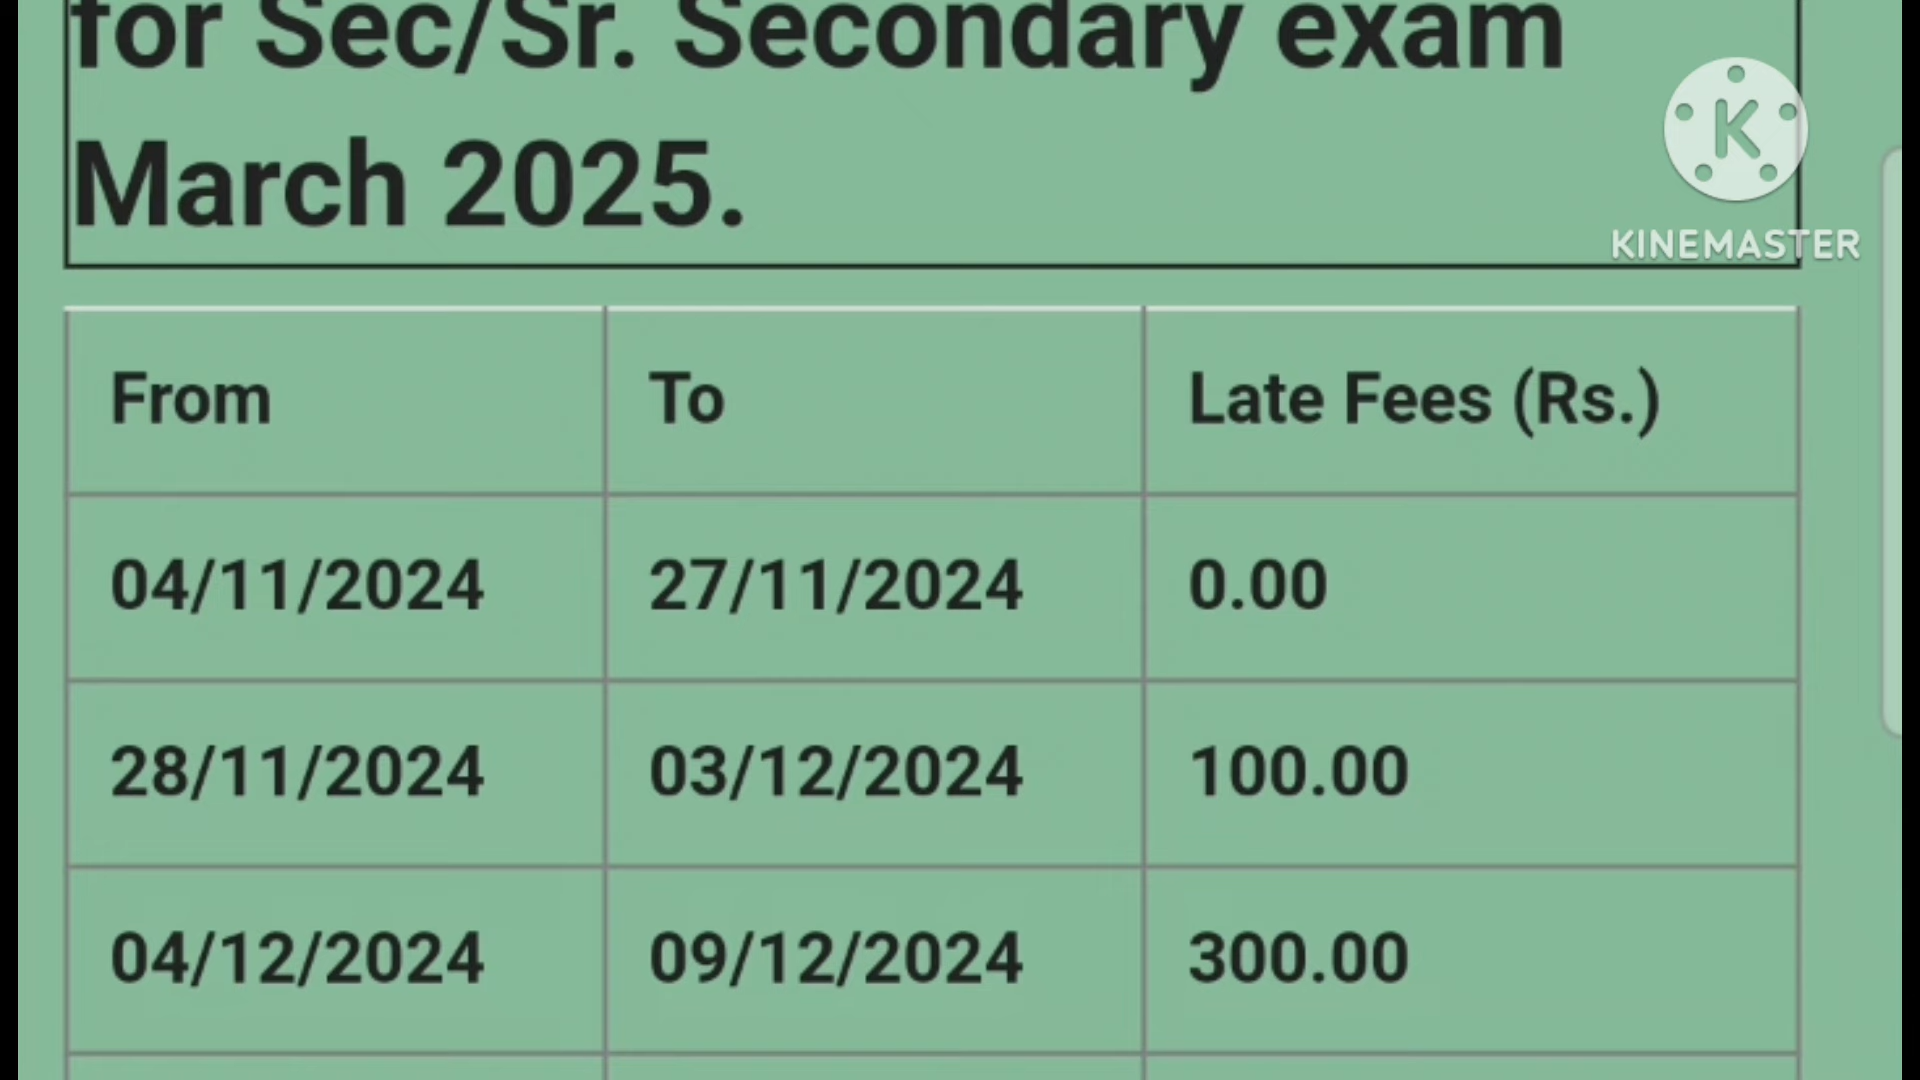 for Sec/Sr. Secondary exam
March 2025.
K
KINEMASTER
From To Late Fees (Rs.)
04/11/2024 27/11/2024 0.00
28/11/2024 03/12/2024 100.00
04/12/2024 09/12/2024 300.00